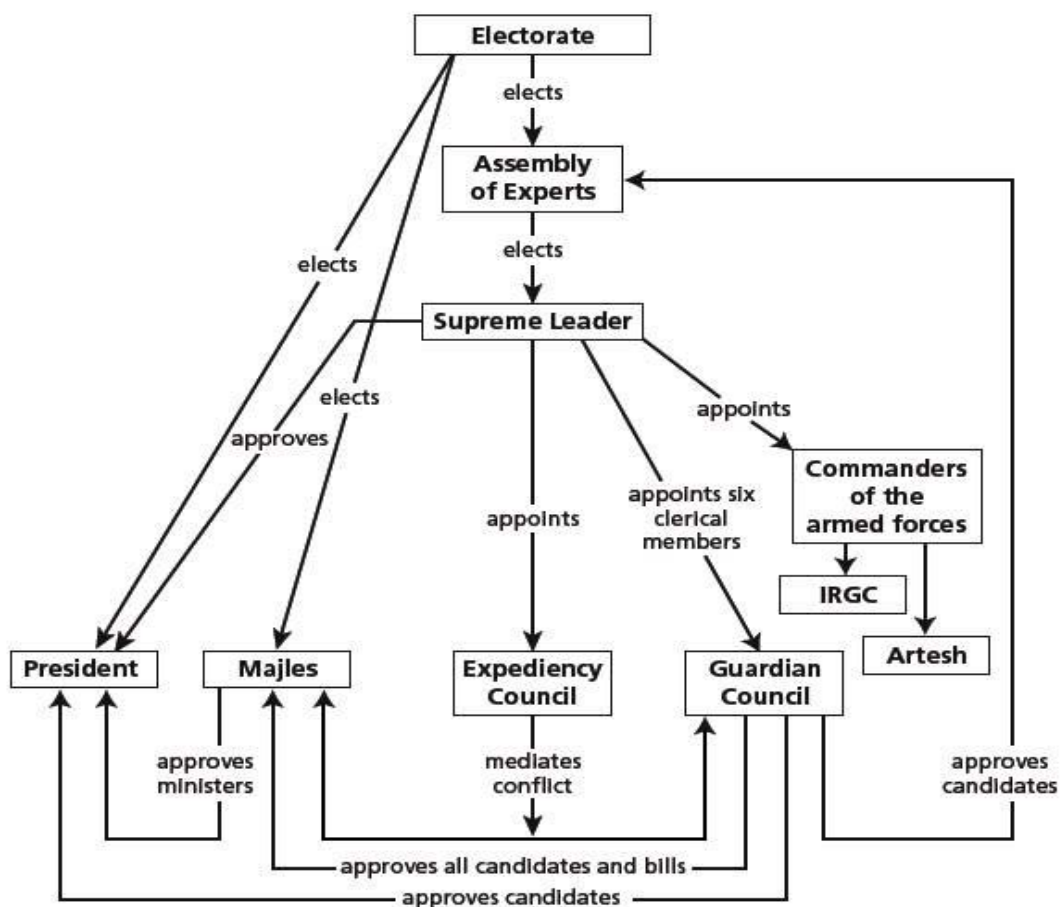 Electorate
elects
Assembly
of Experts
elects
elects
Supreme Leader
elects
appoints
approves
Commanders
of the
armed forces
appoints six
clerical
members
appoints
IRGC
Artesh
President
Majles
Expediency
Council
Guardian
Council
approves
ministers
mediates
conflict
approves
candidates
approves all candidates and bills
approves candidates